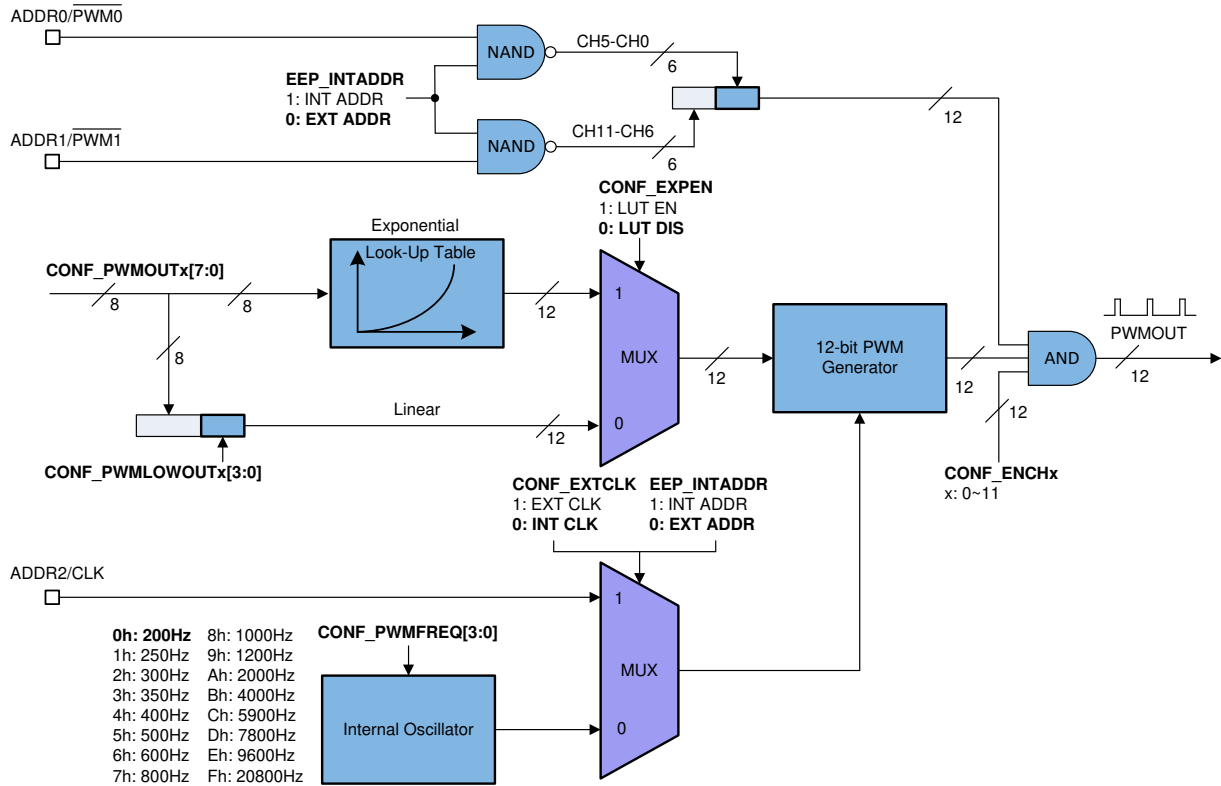 ADDR0/PWM0
NAND
CH5-CH0
6
EEP_INTADDR
1: INT ADDR
0: EXT ADDR
12
ADDR1/PWM1
NAND
CH11-CH6
6
CONF_EXPEN
1: LUT EN
0: LUT DIS
Exponential
Look-Up Table
CONF_PWMOUTx[7:0]
8
8
12
1
8
MUX
12
12-bit PWM
Generator
12
AND
PWMOUT
12
Linear
12
0
12
CONF_PWMLOWOUTx[3:0]
CONF_ENCHx
x: 0~11
CONF_EXTCLK
1: EXT CLK
0: INT CLK
EEP_INTADDR
1: INT ADDR
0: EXT ADDR
ADDR2/CLK
1
MUX
0
0h: 200Hz 8h: 1000Hz
1h: 250Hz 9h: 1200Hz
2h: 300Hz Ah: 2000Hz
3h: 350Hz Bh: 4000Hz
4h: 400Hz Ch: 5900Hz
5h: 500Hz Dh: 7800Hz
6h: 600Hz Eh: 9600Hz
7h: 800Hz Fh: 20800Hz
CONF_PWMFREQ[3:0]
Internal Oscillator